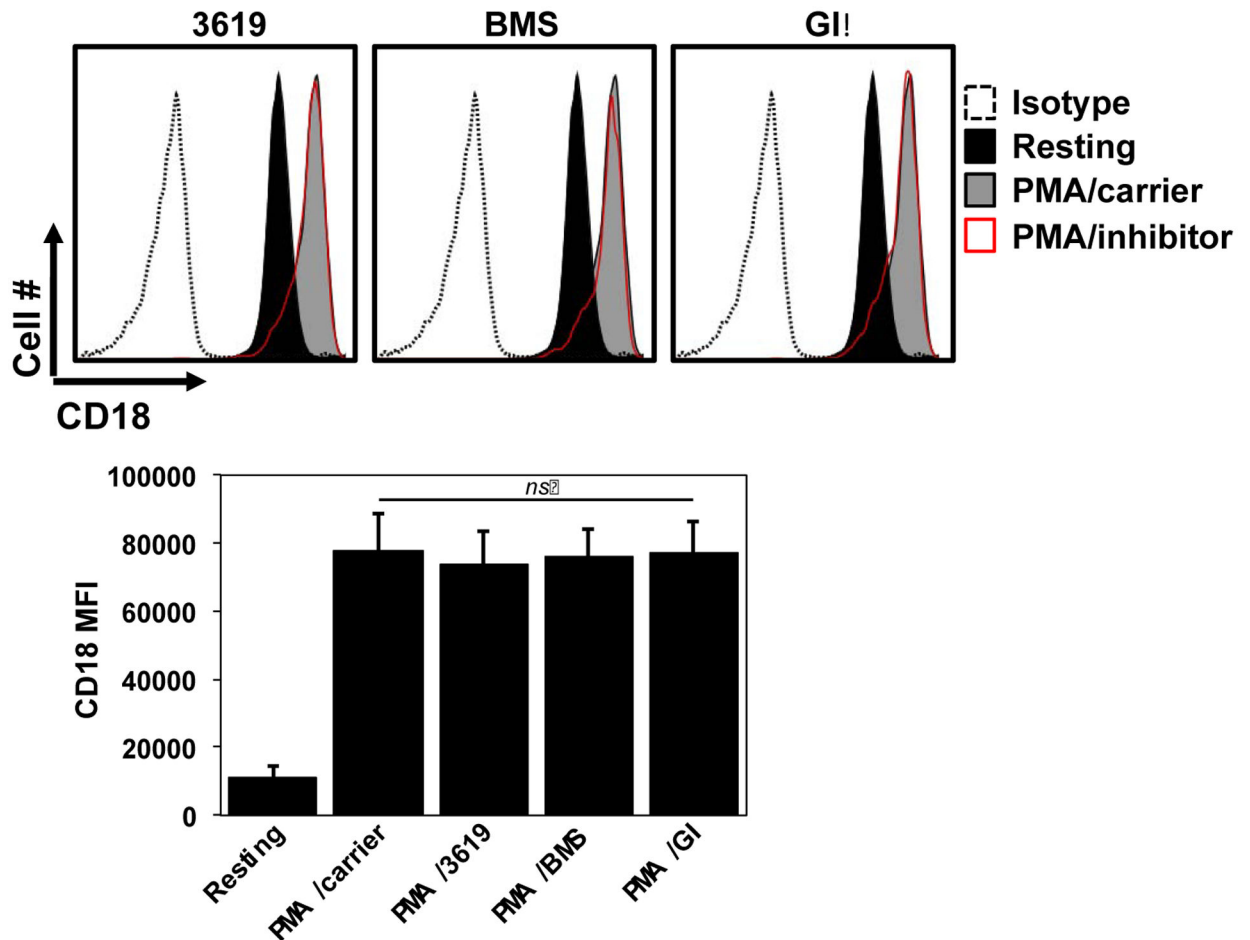 3619
BMS
GI!
Isotype
Resting
PMA/carrier
PMA/inhibitor
Cell #
CD18
100000
80000
60000
40000
20000
0
CD18 MFI
ns
Resting
PMA /carrier
PMA /3619
PMA /BMS
PMA /GI